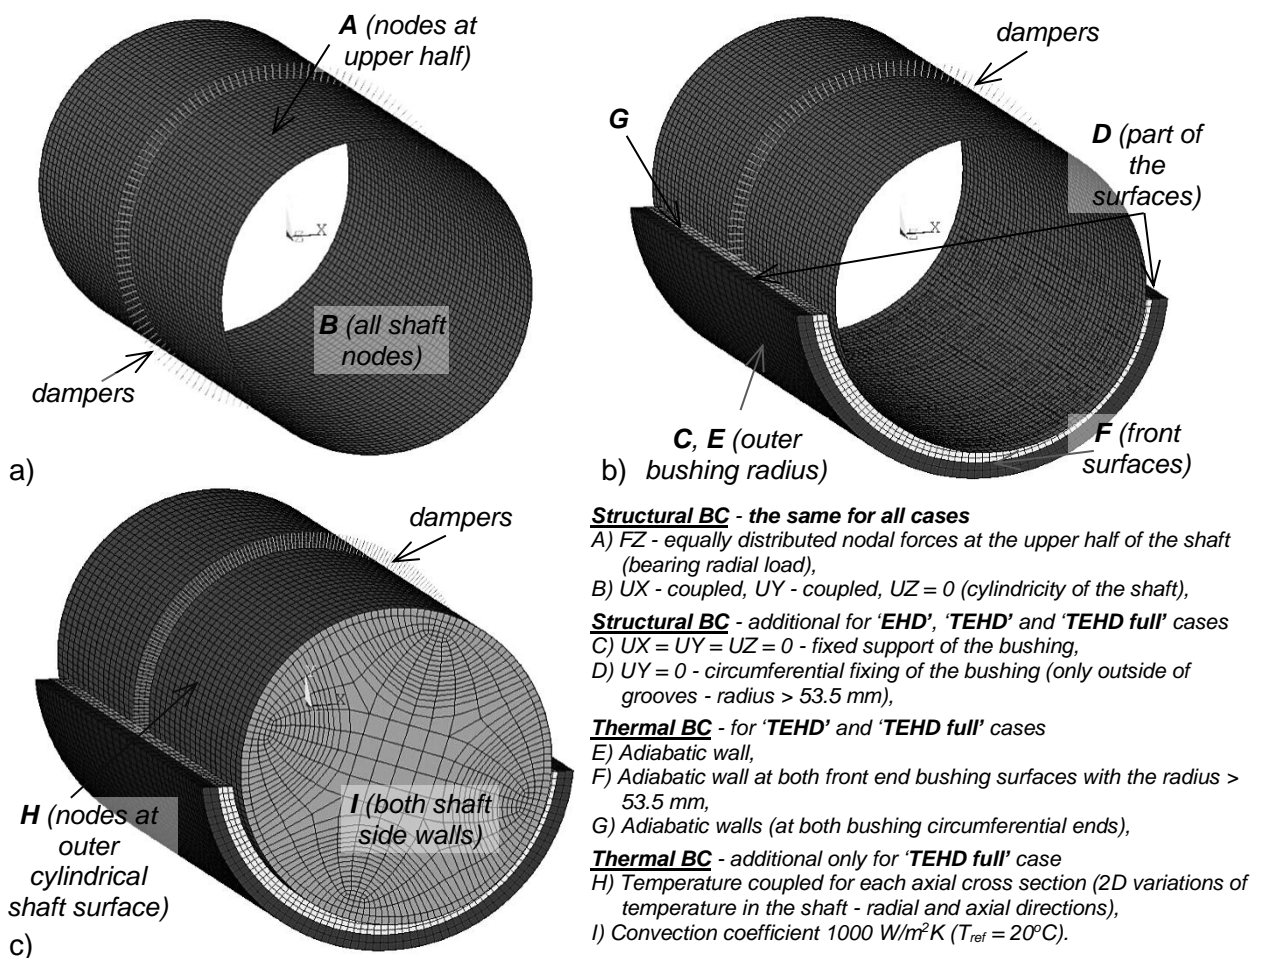 A (nodes at
upper half)
B (all shaft
nodes)
dampers
X
Z
a)
dampers
G
D (part of
the
surfaces)
X
Z
C, E (outer
bushing radius)
F (front
surfaces)
b)
dampers
X
H (nodes at
outer
cylindrical
shaft surface)
I (both shaft
side walls)
c)
Structural BC - the same for all cases
A) FZ - equally distributed nodal forces at the upper half of the shaft
(bearing radial load),
B) UX - coupled, UY - coupled, UZ = 0 (cylindricity of the shaft),
Structural BC - additional for ‘EHD’, ‘TEHD’ and ‘TEHD full’ cases
C) UX = UY = UZ = 0 - fixed support of the bushing,
D) UY = 0 - circumferential fixing of the bushing (only outside of
grooves - radius > 53.5 mm),
Thermal BC - for ‘TEHD’ and ‘TEHD full’ cases
E) Adiabatic wall,
F) Adiabatic wall at both front end bushing surfaces with the radius >
53.5 mm,
G) Adiabatic walls (at both bushing circumferential ends),
Thermal BC - additional only for ‘TEHD full’ case
H) Temperature coupled for each axial cross section (2D variations of
temperature in the shaft - radial and axial directions),
I) Convection coefficient 1000 W/m²K (Tref = 20°C).